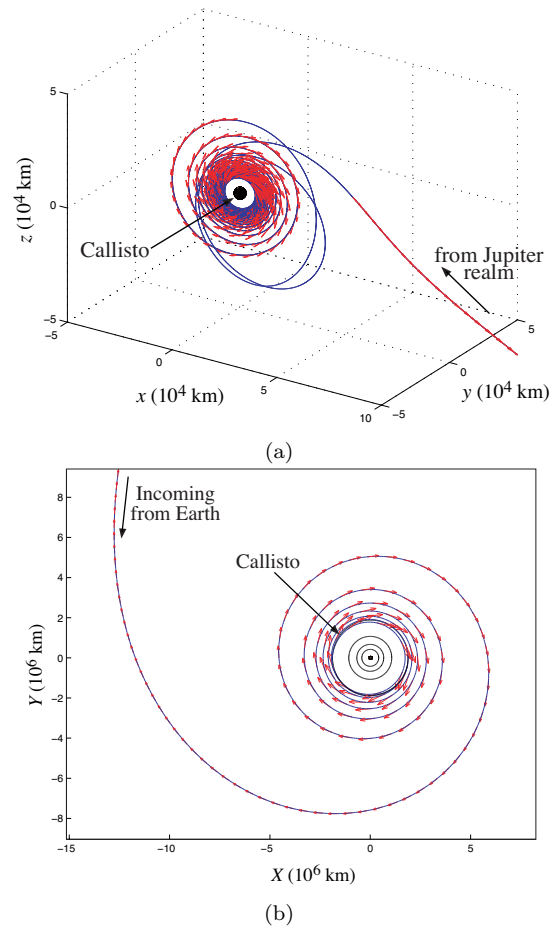 5
z (10⁴ km)
0
Callisto
from Jupiter
realm
-5
-5
5
0
0
x (10⁴ km)
5
y (10⁴ km)
10
-5
(a)
8
Incoming
from Earth
6
Callisto
4
2
Y (10⁶ km)
0
-2
-4
-6
-8
-15
-10
-5
0
5
X (10⁶ km)
(b)